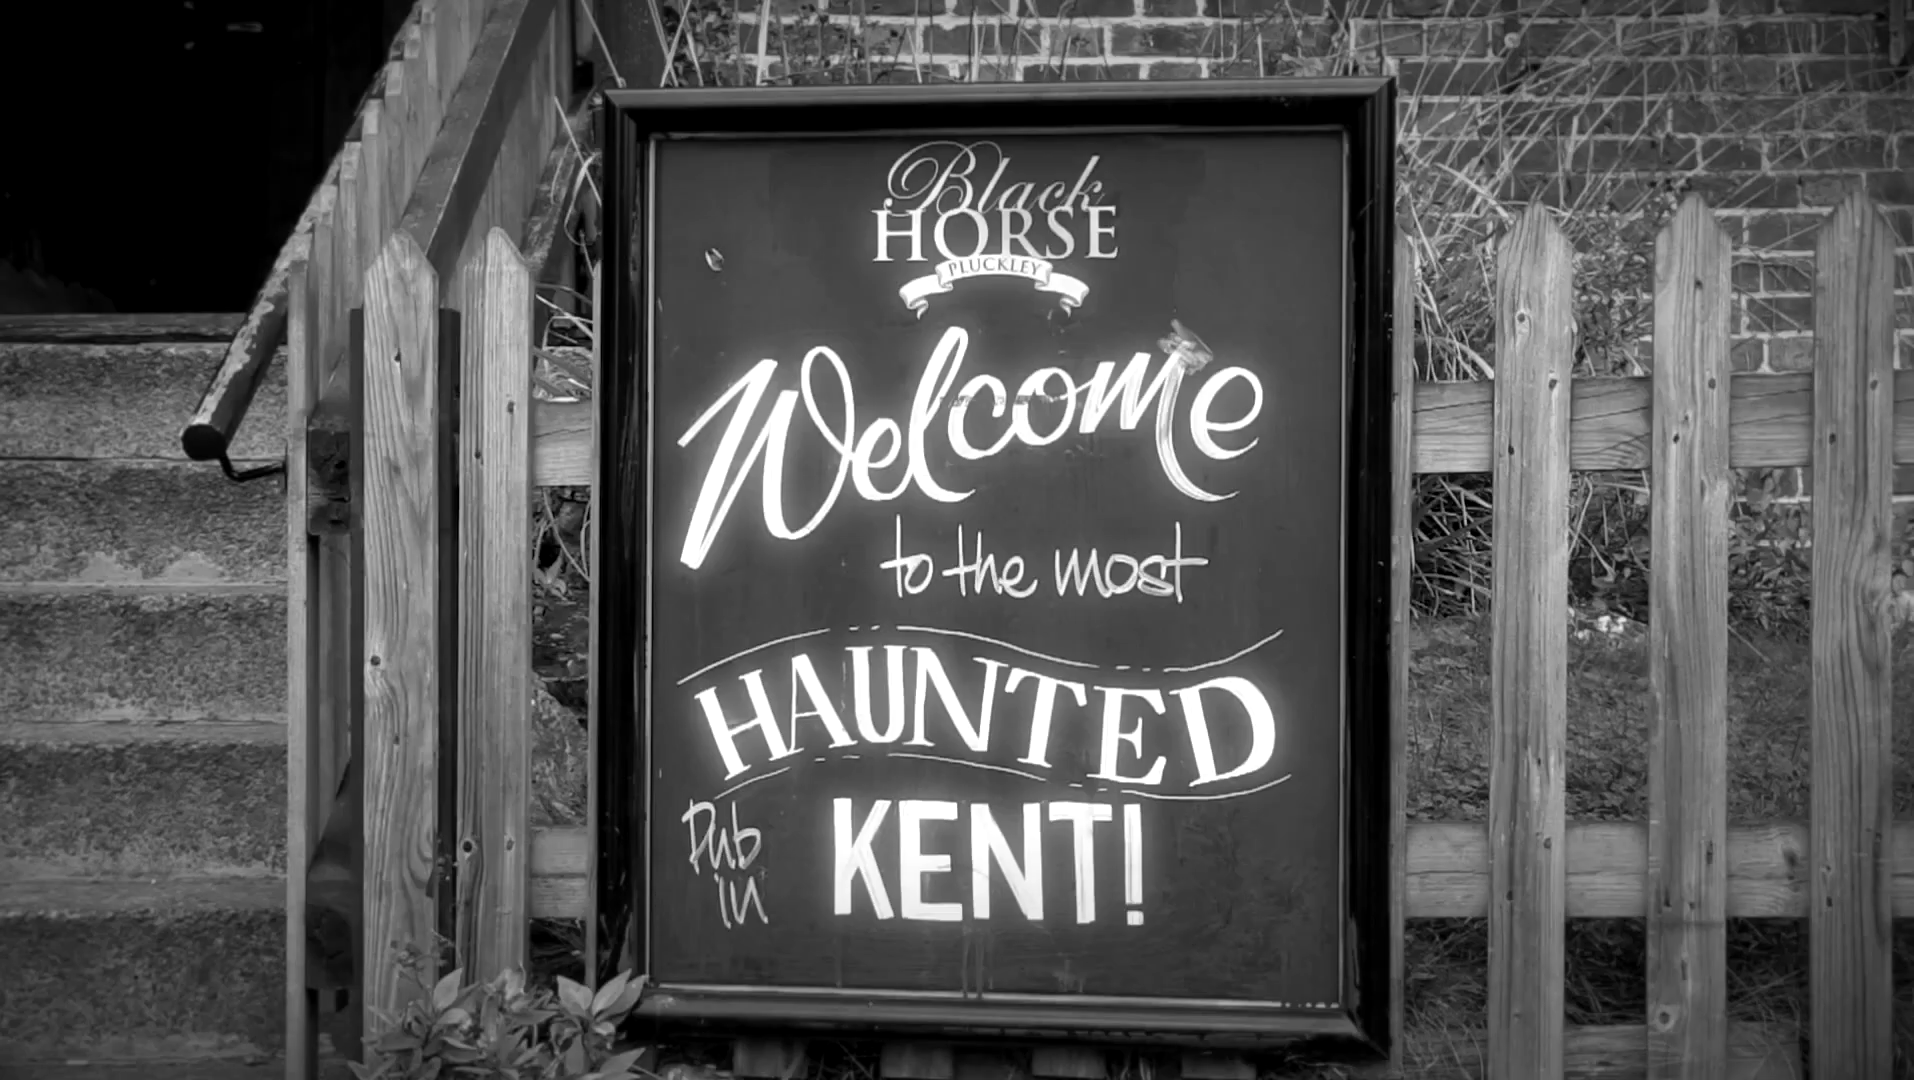 Black
HORSE
PLUCKLEY
Welcome
to the most
HAUNTED
Pub
in
KENT!